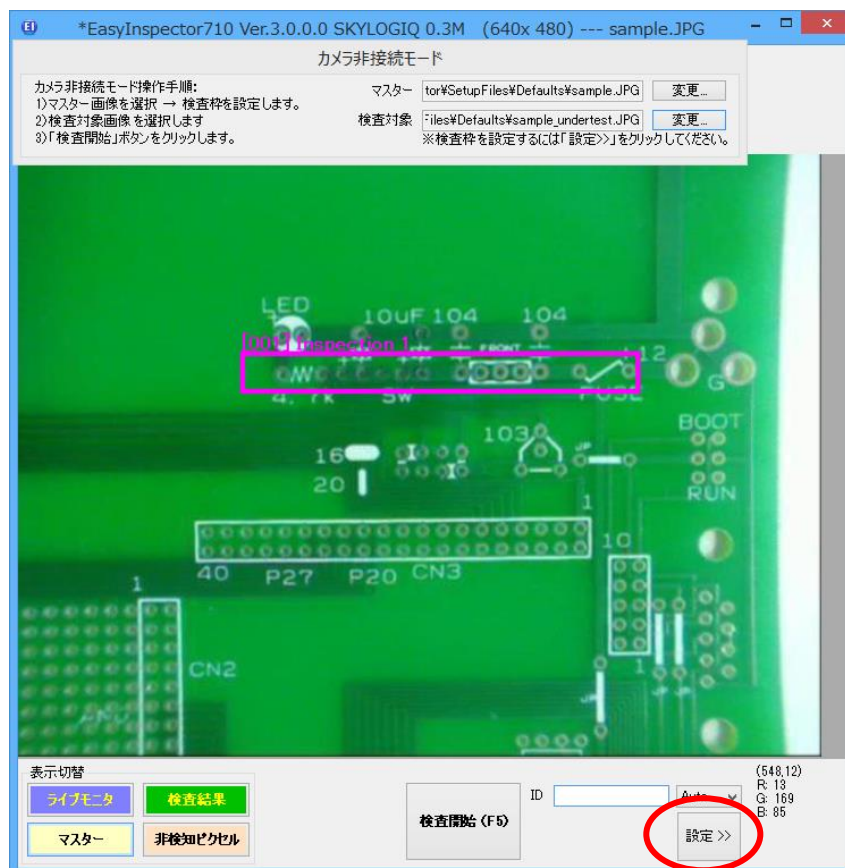 *EasyInspector710 Ver.3.0.0.0 SKYLOGIQ 0.3M (640x 480) --- sample.JPG
カメラ非接続モード
カメラ非接続モード操作手順:
1)マスター画像を選択 → 検査枠を設定します。
2)検査対象画像を選択します
3)「検査開始」ボタンをクリックします。
マスター tor¥SetupFiles¥Defaults¥sample.JPG 変更...
検査対象 Files¥Defaults¥sample_undertest.JPG 変更...
※検査枠を設定するには「設定>>」をクリックしてください。
LED
10uF 104 104
[001] Inspection 1
FRONT
12
G
5W
FUSE
BOOT
103
16
JP
20
RUN
1
10
40 P27 P20 CN3
1
CN2
1
JP JP
表示切替
ライブモニタ 検査結果
マスター 非検知ピクセル
検査開始 (F5)
ID
Auto
設定 >>
(548,12)
R: 13
G: 169
B: 85